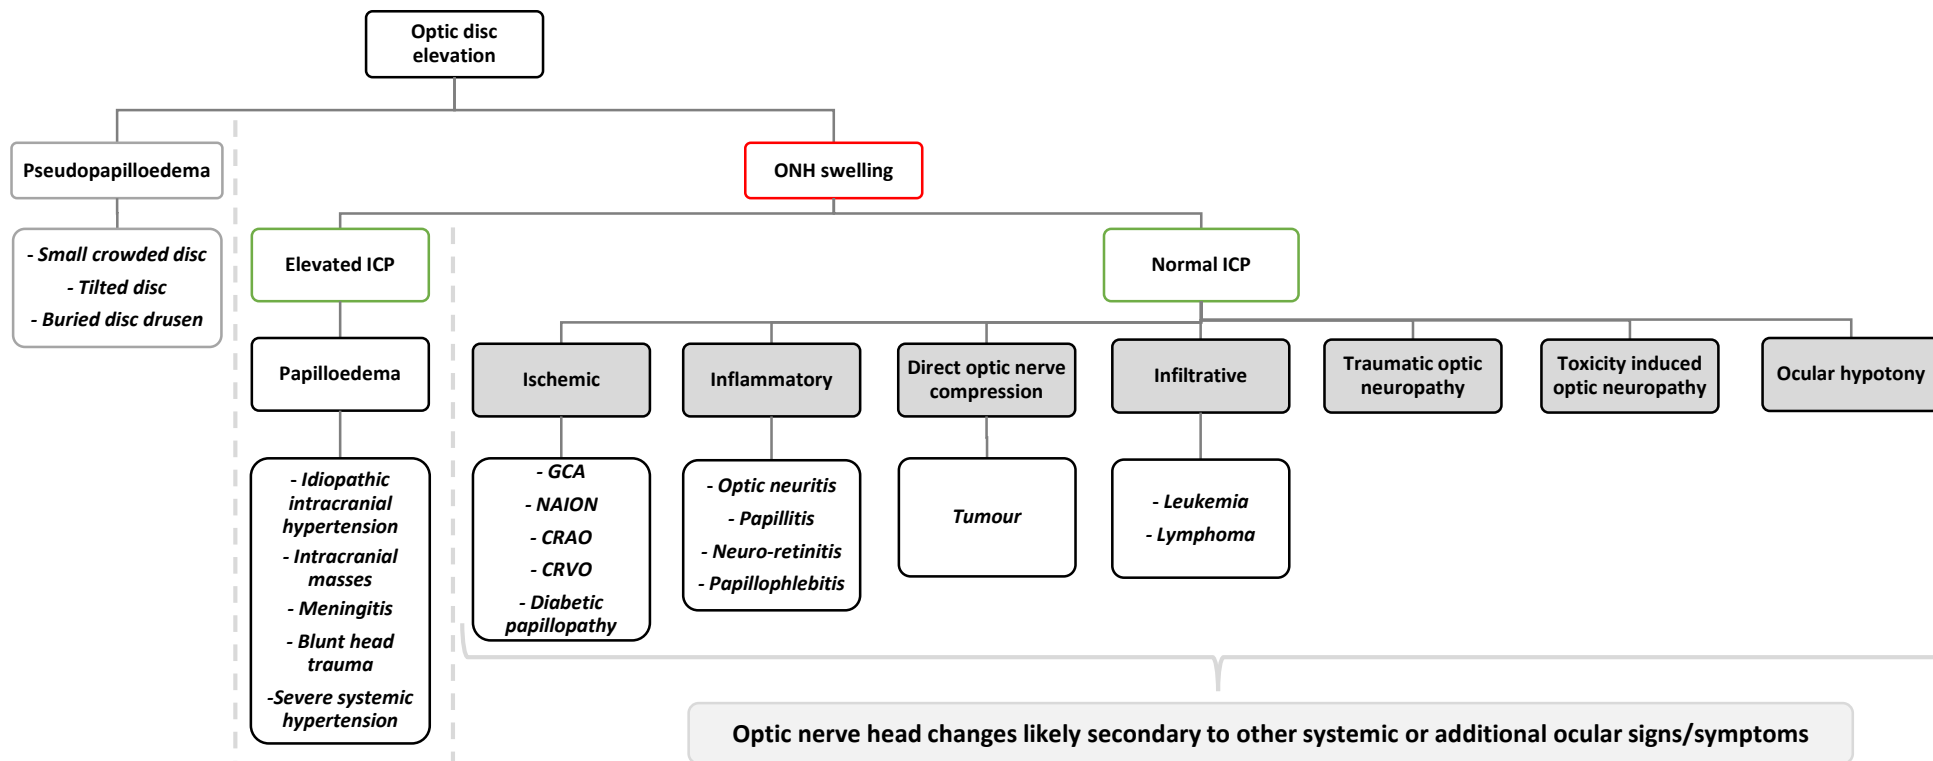 Optic disc
elevation
Pseudopapilloedema
ONH swelling
- Small crowded disc
- Tilted disc
- Buried disc drusen
Elevated ICP
Normal ICP
Papilloedema
Ischemic
Inflammatory
Direct optic nerve
compression
Infiltrative
Traumatic optic
neuropathy
Toxicity induced
optic neuropathy
Ocular hypotony
- Idiopathic
intracranial
hypertension
- Intracranial
masses
- Meningitis
- Blunt head
trauma
-Severe systemic
hypertension
- GCA
- NAION
- CRAO
- CRVO
- Diabetic
papillopathy
- Optic neuritis
- Papillitis
- Neuro-retinitis
- Papillophlebitis
Tumour
- Leukemia
- Lymphoma
Optic nerve head changes likely secondary to other systemic or additional ocular signs/symptoms